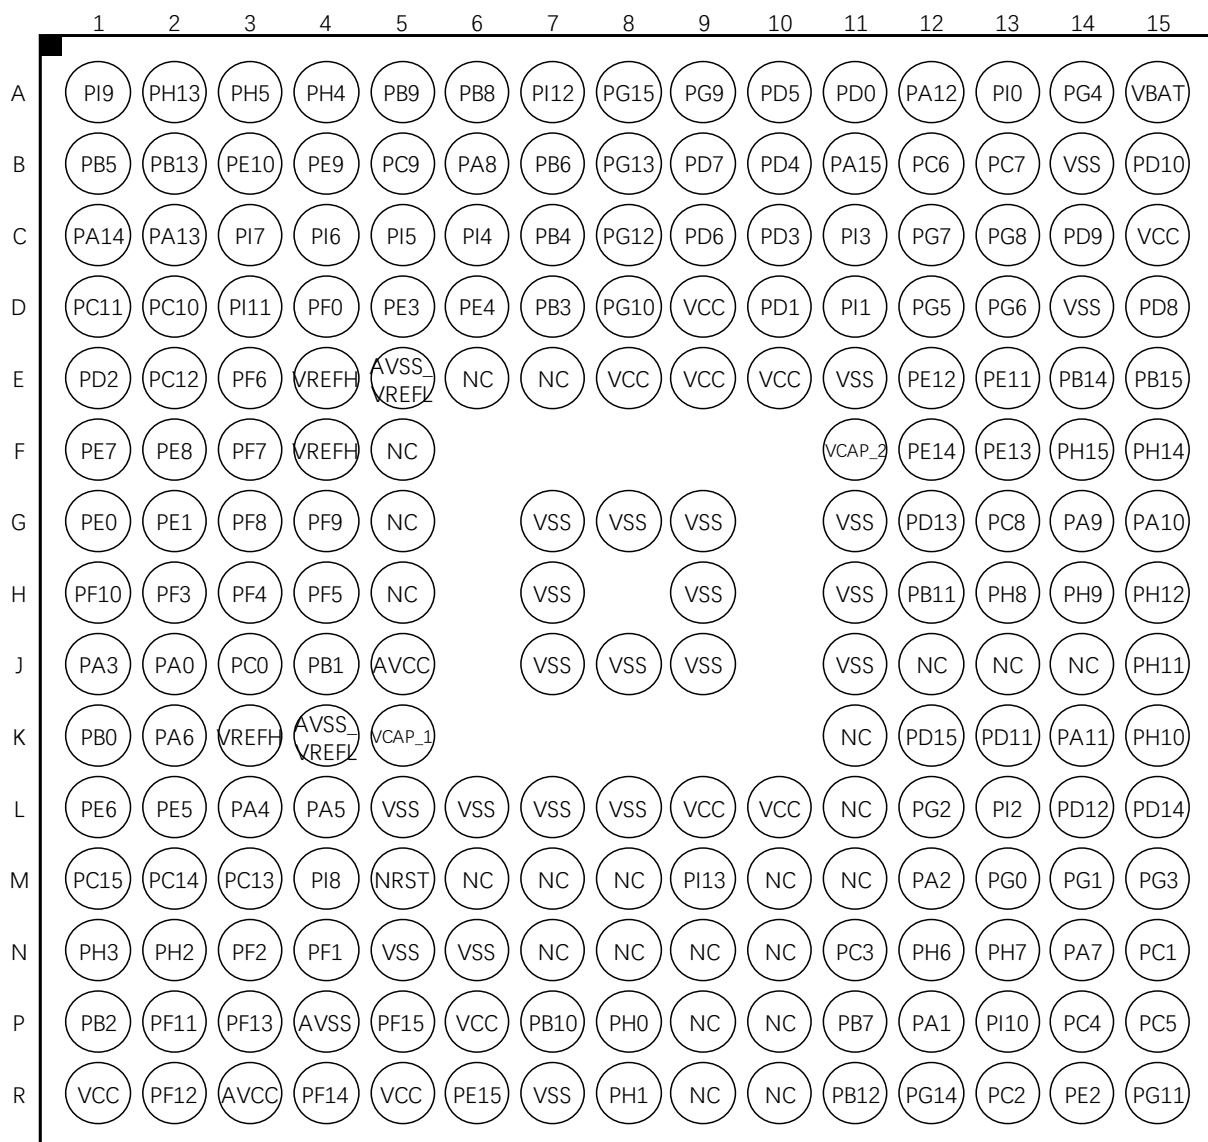 1 2 3 4 5 6 7 8 9 10 11 12 13 14 15
A PI9 PH13 PH5 PH4 PB9 PB8 PI12 PG15 PG9 PD5 PD0 PA12 PI0 PG4 VBAT
B PB5 PB13 PE10 PE9 PC9 PA8 PB6 PG13 PD7 PD4 PA15 PC6 PC7 VSS PD10
C PA14 PA13 PI7 PI6 PI5 PI4 PB4 PG12 PD6 PD3 PI3 PG7 PG8 PD9 VCC
D PC11 PC10 PI11 PF0 PE3 PE4 PB3 PG10 VCC PD1 PI1 PG5 PG6 VSS PD8
E PD2 PC12 PF6 VREFH AVSS_ NC NC VCC VCC VCC VSS PE12 PE11 PB14 PB15
VREFL
F PE7 PE8 PF7 VREFH NC VCAP_2 PE14 PE13 PH15 PH14
G PE0 PE1 PF8 PF9 NC VSS VSS VSS VSS PD13 PC8 PA9 PA10
H PF10 PF3 PF4 PF5 NC VSS VSS VSS PB11 PH8 PH9 PH12
J PA3 PA0 PC0 PB1 AVCC VSS VSS VSS VSS NC NC NC PH11
K PB0 PA6 VREFH AVSS_ VCAP_1 NC PD15 PD11 PA11 PH10
VREFL
L PE6 PE5 PA4 PA5 VSS VSS VSS VSS VCC VCC NC PG2 PI2 PD12 PD14
M PC15 PC14 PC13 PI8 NRST NC NC NC PI13 NC NC PA2 PG0 PG1 PG3
N PH3 PH2 PF2 PF1 VSS VSS NC NC NC NC PC3 PH6 PH7 PA7 PC1
P PB2 PF11 PF13 AVSS PF15 VCC PB10 PH0 NC NC PB7 PA1 PI10 PC4 PC5
R VCC PF12 AVCC PF14 VCC PE15 VSS PH1 NC NC PB12 PG14 PC2 PE2 PG11